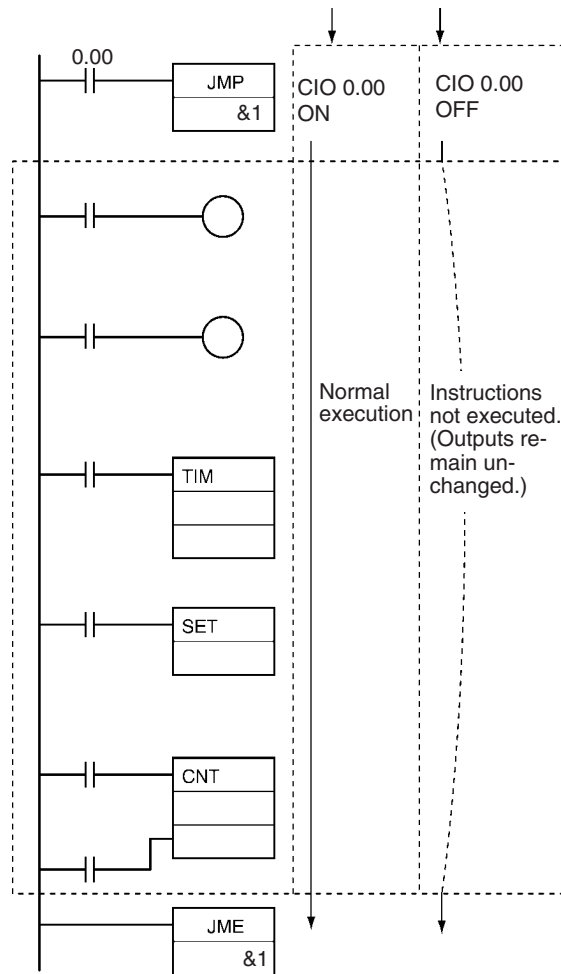 0.00
JMP
&1
CIO 0.00
ON
CIO 0.00
OFF
Normal
execution
Instructions
not executed.
(Outputs re-
main un-
changed.)
TIM
SET
CNT
JME
&1